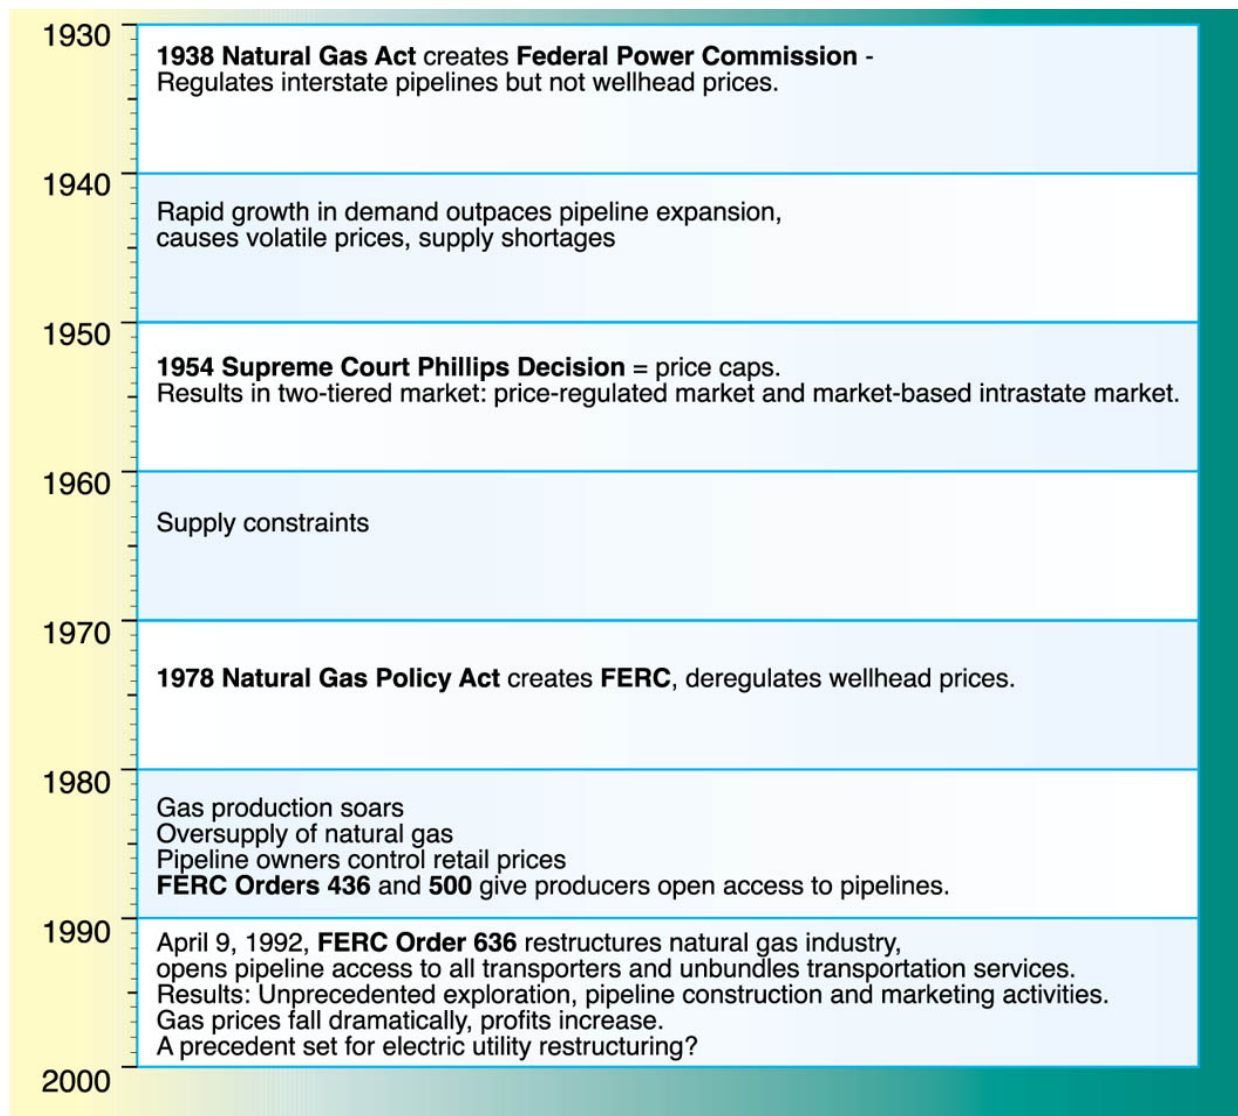 1930
1938 Natural Gas Act creates Federal Power Commission -
Regulates interstate pipelines but not wellhead prices.
1940
Rapid growth in demand outpaces pipeline expansion,
causes volatile prices, supply shortages
1950
1954 Supreme Court Phillips Decision = price caps.
Results in two-tiered market: price-regulated market and market-based intrastate market.
1960
Supply constraints
1970
1978 Natural Gas Policy Act creates FERC, deregulates wellhead prices.
1980
Gas production soars
Oversupply of natural gas
Pipeline owners control retail prices
FERC Orders 436 and 500 give producers open access to pipelines.
1990
April 9, 1992, FERC Order 636 restructures natural gas industry,
opens pipeline access to all transporters and unbundles transportation services.
Results: Unprecedented exploration, pipeline construction and marketing activities.
Gas prices fall dramatically, profits increase.
A precedent set for electric utility restructuring?
2000